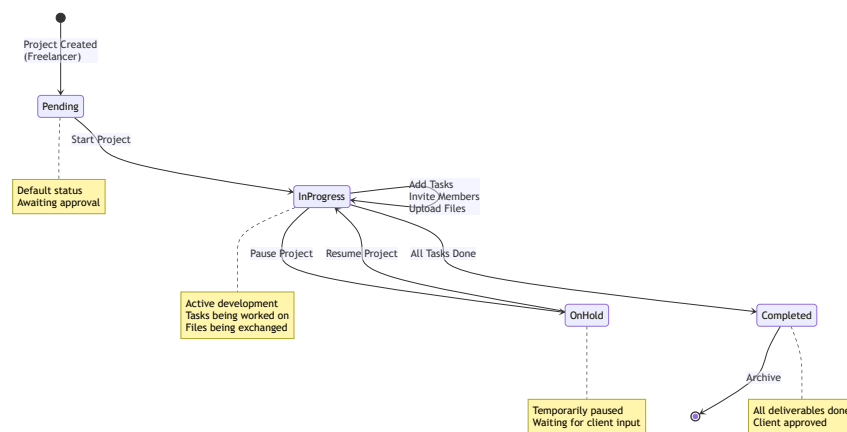 Project Created
(Freelancer)
Pending
Start Project
Default status
Awaiting approval
InProgress
Add Tasks
Invite Members
Upload Files
Pause Project
Resume Project
All Tasks Done
Active development
Tasks being worked on
Files being exchanged
OnHold
Completed
Archive
Temporarily paused
Waiting for client input
All deliverables done
Client approved